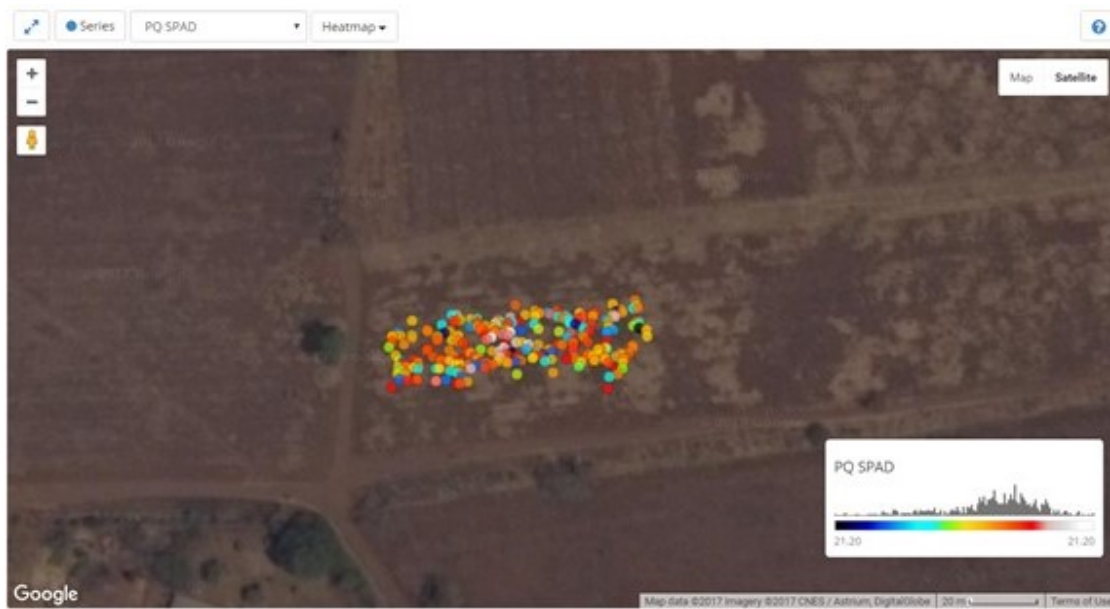 Series PQ SPAD Heatmap
+
−
Map Satellite
PQ SPAD
21.20 21.20
Google
Map data ©2017 Imagery ©2017 CNES / Astrium, DigitalGlobe 20 m Terms of Use